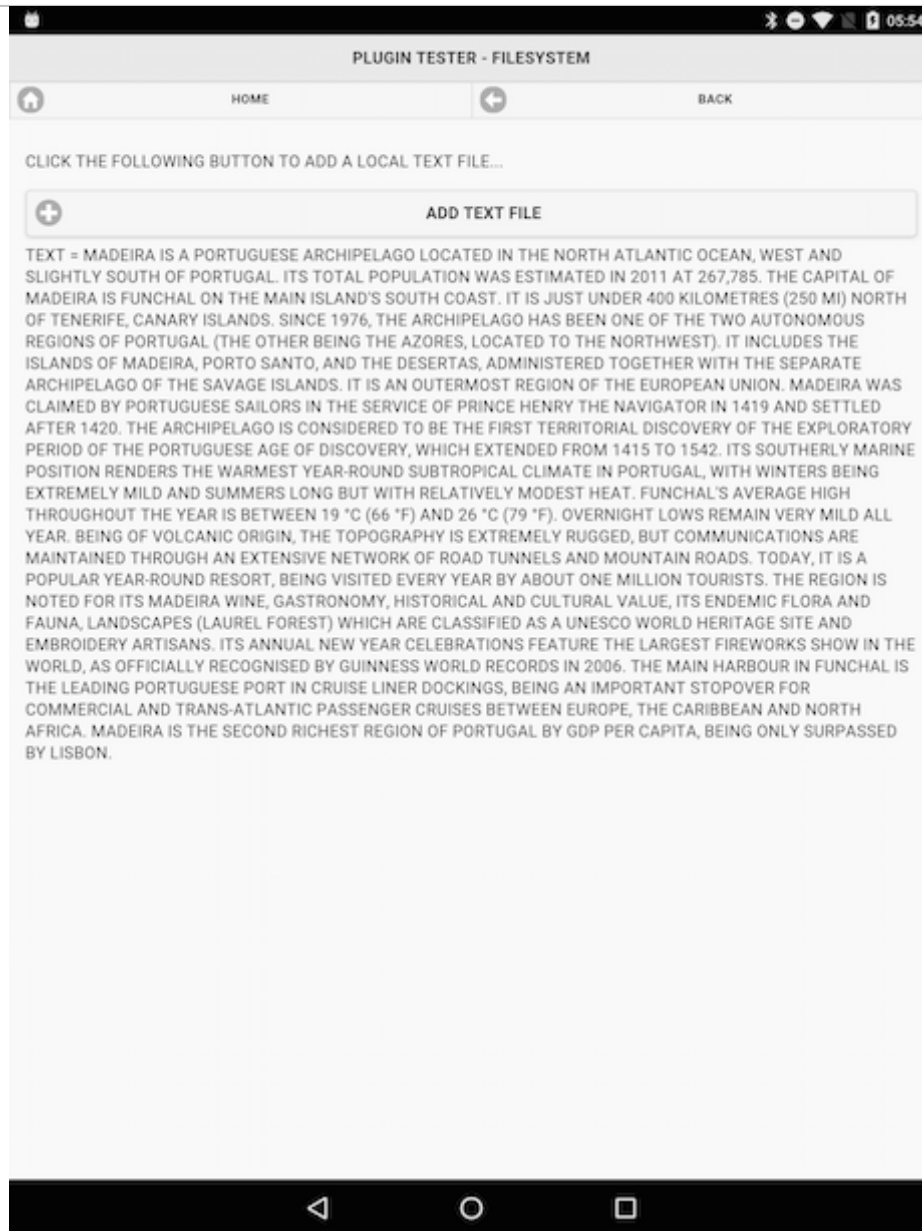 05:54
PLUGIN TESTER - FILESYSTEM
HOME
BACK
CLICK THE FOLLOWING BUTTON TO ADD A LOCAL TEXT FILE...
ADD TEXT FILE
TEXT = MADEIRA IS A PORTUGUESE ARCHIPELAGO LOCATED IN THE NORTH ATLANTIC OCEAN, WEST AND
SLIGHTLY SOUTH OF PORTUGAL. ITS TOTAL POPULATION WAS ESTIMATED IN 2011 AT 267,785. THE CAPITAL OF
MADEIRA IS FUNCHAL ON THE MAIN ISLAND'S SOUTH COAST. IT IS JUST UNDER 400 KILOMETRES (250 MI) NORTH
OF TENERIFE, CANARY ISLANDS. SINCE 1976, THE ARCHIPELAGO HAS BEEN ONE OF THE TWO AUTONOMOUS
REGIONS OF PORTUGAL (THE OTHER BEING THE AZORES, LOCATED TO THE NORTHWEST). IT INCLUDES THE
ISLANDS OF MADEIRA, PORTO SANTO, AND THE DESERTAS, ADMINISTERED TOGETHER WITH THE SEPARATE
ARCHIPELAGO OF THE SAVAGE ISLANDS. IT IS AN OUTERMOST REGION OF THE EUROPEAN UNION. MADEIRA WAS
CLAIMED BY PORTUGUESE SAILORS IN THE SERVICE OF PRINCE HENRY THE NAVIGATOR IN 1419 AND SETTLED
AFTER 1420. THE ARCHIPELAGO IS CONSIDERED TO BE THE FIRST TERRITORIAL DISCOVERY OF THE EXPLORATORY
PERIOD OF THE PORTUGUESE AGE OF DISCOVERY, WHICH EXTENDED FROM 1415 TO 1542. ITS SOUTHERLY MARINE
POSITION RENDERS THE WARMEST YEAR-ROUND SUBTROPICAL CLIMATE IN PORTUGAL, WITH WINTERS BEING
EXTREMELY MILD AND SUMMERS LONG BUT WITH RELATIVELY MODEST HEAT. FUNCHAL'S AVERAGE HIGH
THROUGHOUT THE YEAR IS BETWEEN 19 °C (66 °F) AND 26 °C (79 °F). OVERNIGHT LOWS REMAIN VERY MILD ALL
YEAR. BEING OF VOLCANIC ORIGIN, THE TOPOGRAPHY IS EXTREMELY RUGGED, BUT COMMUNICATIONS ARE
MAINTAINED THROUGH AN EXTENSIVE NETWORK OF ROAD TUNNELS AND MOUNTAIN ROADS. TODAY, IT IS A
POPULAR YEAR-ROUND RESORT, BEING VISITED EVERY YEAR BY ABOUT ONE MILLION TOURISTS. THE REGION IS
NOTED FOR ITS MADEIRA WINE, GASTRONOMY, HISTORICAL AND CULTURAL VALUE, ITS ENDEMIC FLORA AND
FAUNA, LANDSCAPES (LAUREL FOREST) WHICH ARE CLASSIFIED AS A UNESCO WORLD HERITAGE SITE AND
EMBROIDERY ARTISANS. ITS ANNUAL NEW YEAR CELEBRATIONS FEATURE THE LARGEST FIREWORKS SHOW IN THE
WORLD, AS OFFICIALLY RECOGNISED BY GUINNESS WORLD RECORDS IN 2006. THE MAIN HARBOUR IN FUNCHAL IS
THE LEADING PORTUGUESE PORT IN CRUISE LINER DOCKINGS, BEING AN IMPORTANT STOPOVER FOR
COMMERCIAL AND TRANS-ATLANTIC PASSENGER CRUISES BETWEEN EUROPE, THE CARIBBEAN AND NORTH
AFRICA. MADEIRA IS THE SECOND RICHEST REGION OF PORTUGAL BY GDP PER CAPITA, BEING ONLY SURPASSED
BY LISBON.